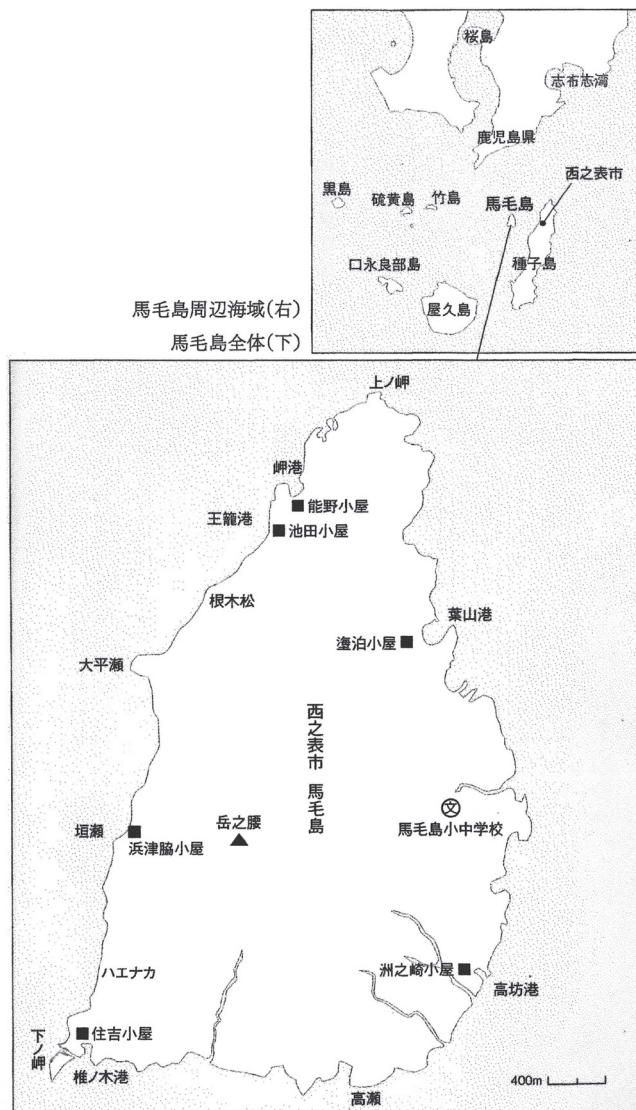 桜島
志布志湾
鹿児島県
西之表市
黒島
硫黄島
竹島
馬毛島
口永良部島
種子島
屋久島
馬毛島周辺海域(右)
馬毛島全体(下)
上ノ岬
岬港
能野小屋
王籠港
池田小屋
根木松
葉山港
塰泊小屋
大平瀬
西之表市 馬毛島
文
馬毛島小中学校
垣瀬
岳之腰
浜津脇小屋
ハエナカ
洲之崎小屋
高坊港
下ノ岬
住吉小屋
椎ノ木港
高瀬
400m